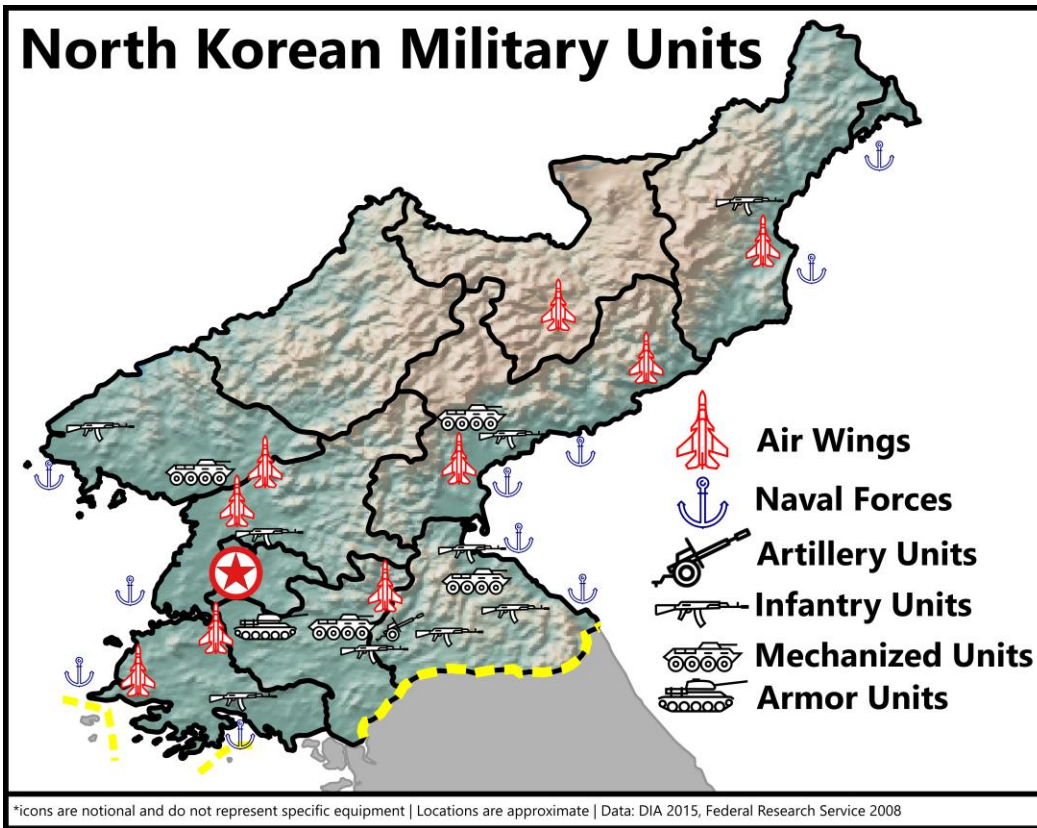 North Korean Military Units
Air Wings
Naval Forces
Artillery Units
Infantry Units
Mechanized Units
Armor Units
*icons are notional and do not represent specific equipment | Locations are approximate | Data: DIA 2015, Federal Research Service 2008